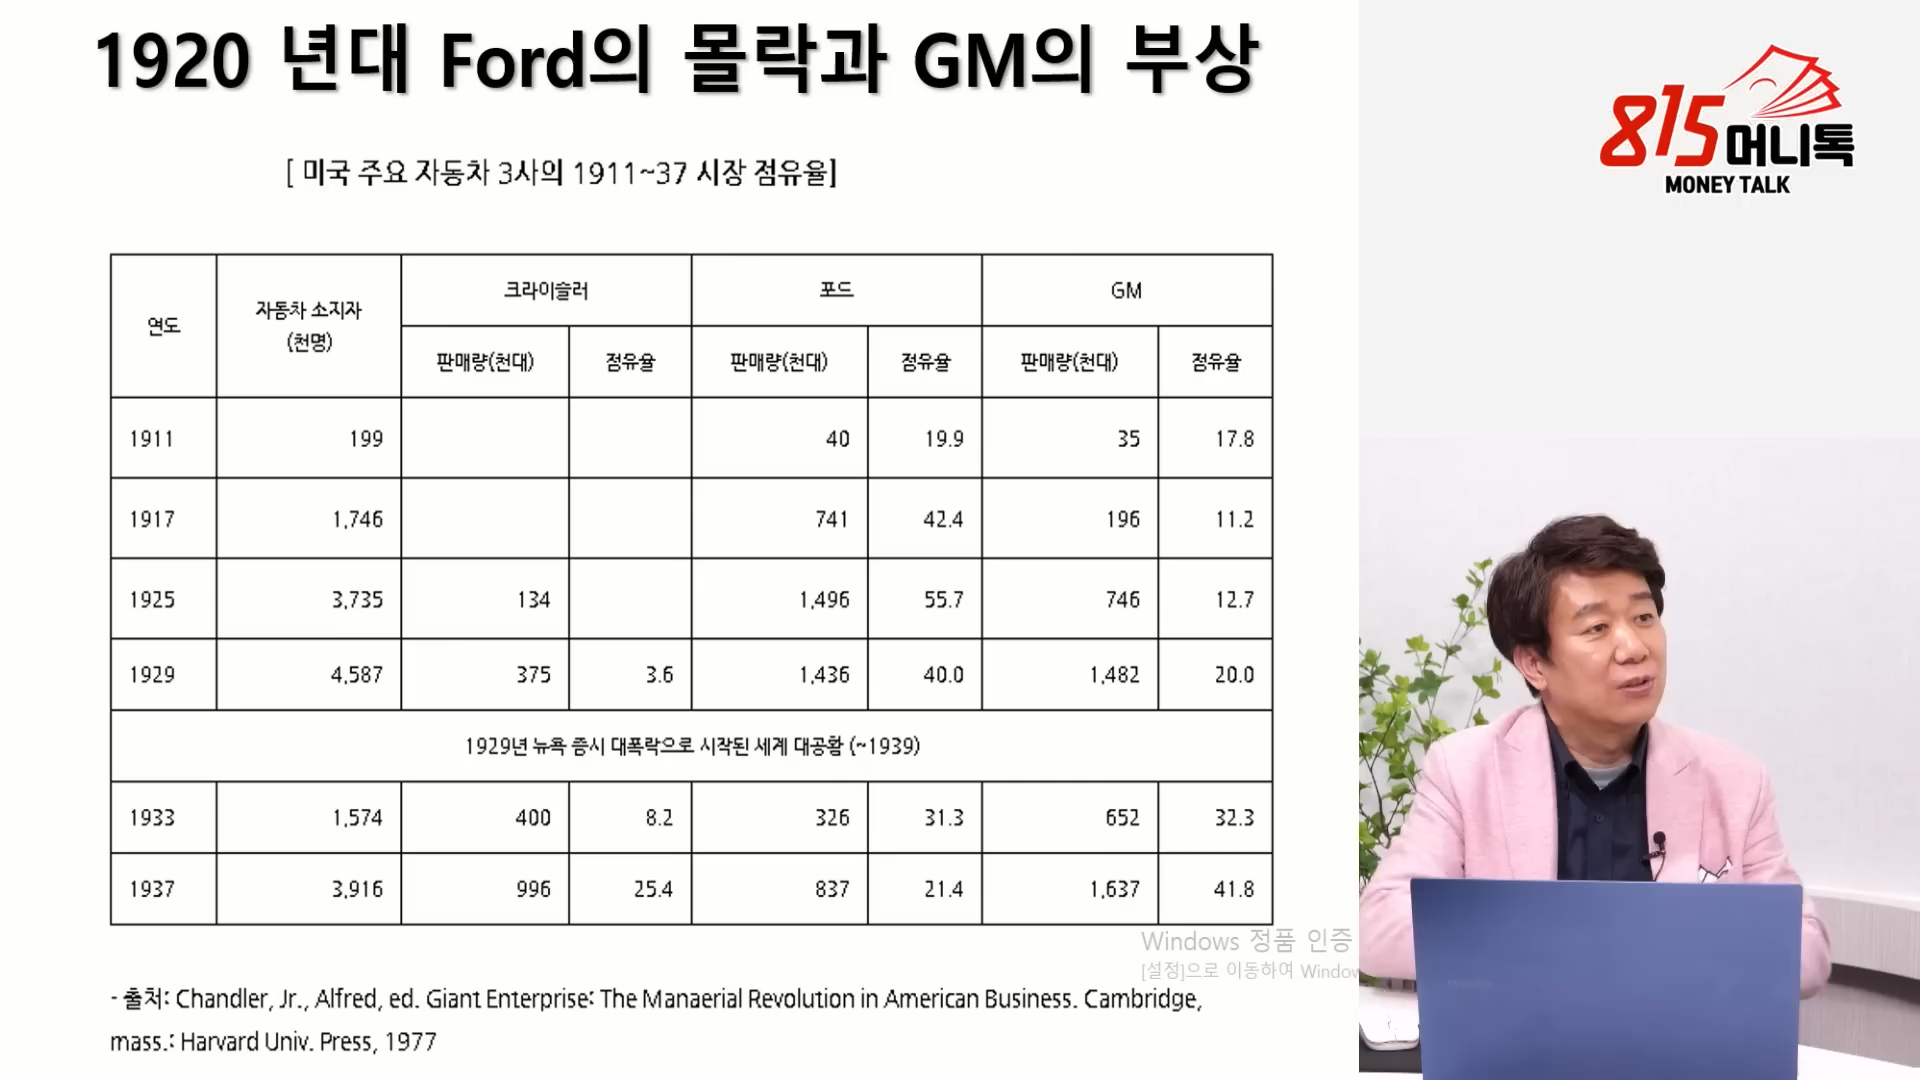 1920 년대 Ford의 몰락과 GM의 부상
815 머니톡
MONEY TALK
[ 미국 주요 자동차 3사의 1911~37 시장 점유율]
연도 자동차 소지자 (천명) 크라이슬러 포드 GM
판매량(천대) 점유율 판매량(천대) 점유율 판매량(천대) 점유율
1911 199 40 19.9 35 17.8
1917 1,746 741 42.4 196 11.2
1925 3,735 134 1,496 55.7 746 12.7
1929 4,587 375 3.6 1,436 40.0 1,482 20.0
1929년 뉴욕 증시 대폭락으로 시작된 세계 대공황 (~1939)
1933 1,574 400 8.2 326 31.3 652 32.3
1937 3,916 996 25.4 837 21.4 1,637 41.8
Windows 정품 인증
[설정]으로 이동하여 Window
- 출처: Chandler, Jr., Alfred, ed. Giant Enterprise: The Manaerial Revolution in American Business. Cambridge,
mass.: Harvard Univ. Press, 1977